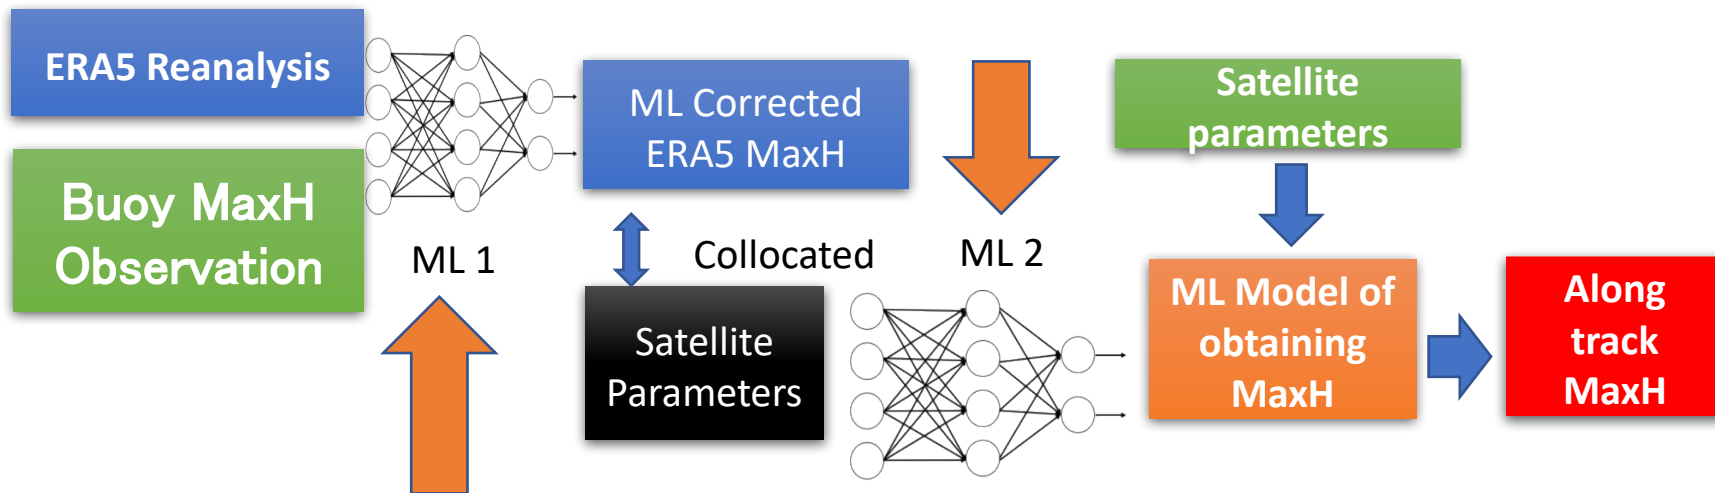 ERA5 Reanalysis
Buoy MaxH
Observation
ML 1
ML Corrected
ERA5 MaxH
Collocated
Satellite
Parameters
ML 2
Satellite
parameters
ML Model of
obtaining
MaxH
Along
track
MaxH